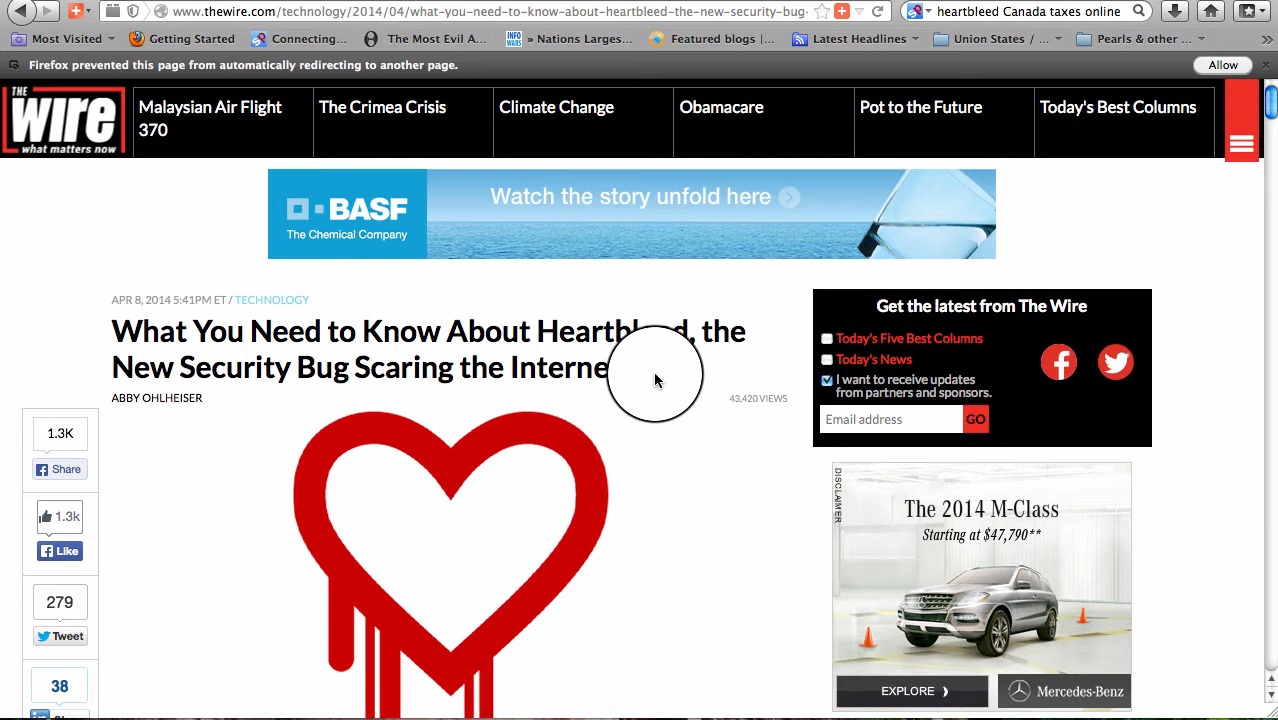 www.thewire.com/technology/2014/04/what-you-need-to-know-about-heartbleed-the-new-security-bug-
heartbleed Canada taxes online
Most Visited
Getting Started
Connecting...
The Most Evil A...
INFO WARS
» Nations Larges...
Featured blogs |...
Latest Headlines
Union States / ...
Pearls & other ...
Firefox prevented this page from automatically redirecting to another page.
Allow
THE
wire
what matters now
Malaysian Air Flight
370
The Crimea Crisis
Climate Change
Obamacare
Pot to the Future
Today's Best Columns
BASF
The Chemical Company
Watch the story unfold here
APR 8, 2014 5:41PM ET / TECHNOLOGY
What You Need to Know About Heartbleed, the
New Security Bug Scaring the Interne
ABBY OHLHEISER
43,420 VIEWS
1.3K
Share
1.3k
Like
279
Tweet
38
in
Get the latest from The Wire
Today's Five Best Columns
Today's News
I want to receive updates
from partners and sponsors.
Email address
GO
DISCLAIMER
The 2014 M-Class
Starting at $47,790**
EXPLORE
Mercedes-Benz